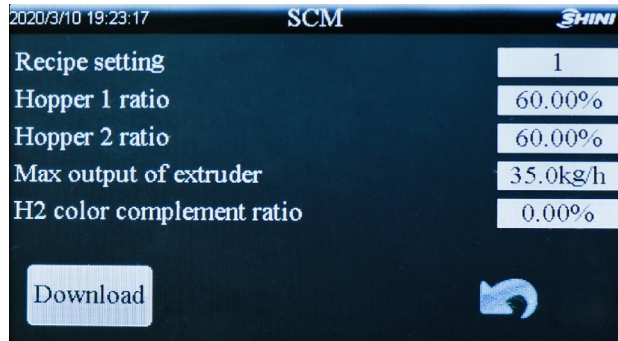 2020/3/10 19:23:17 SCM SHINI
Recipe setting 1
Hopper 1 ratio 60.00%
Hopper 2 ratio 60.00%
Max output of extruder 35.0kg/h
H2 color complement ratio 0.00%
Download